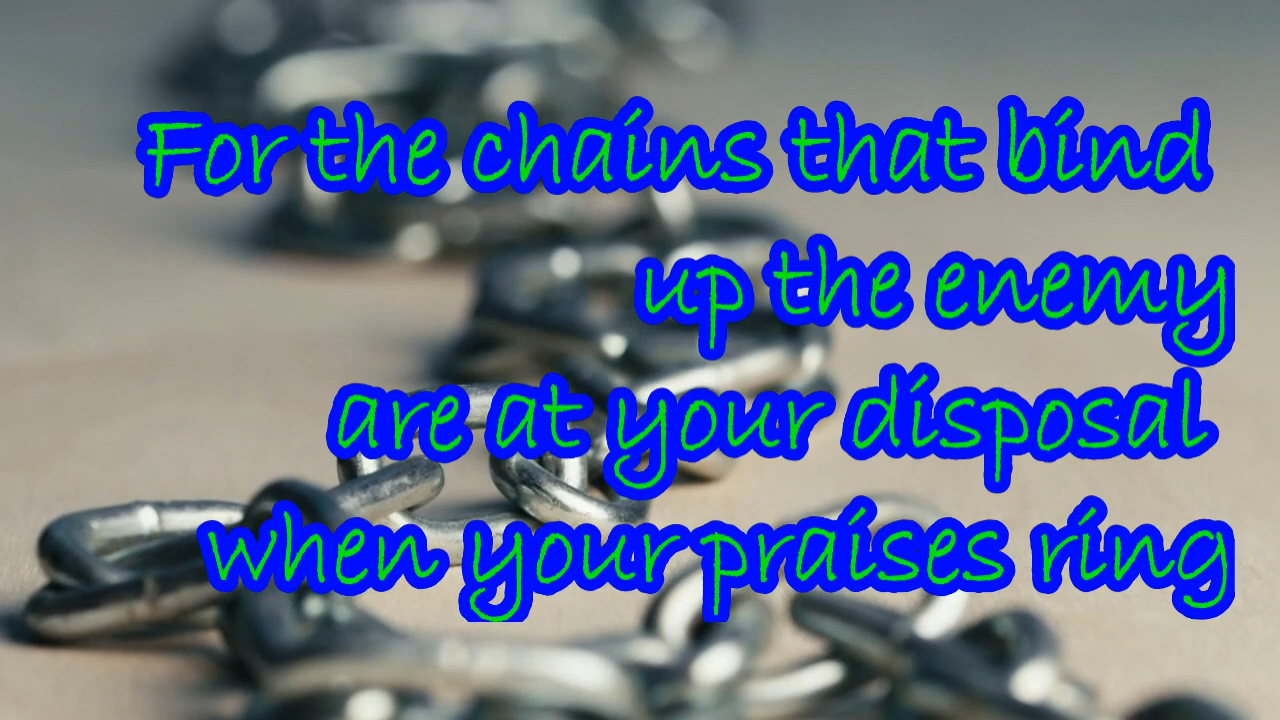 For the chains that bind
up the enemy
are at your disposal
when your praises ring